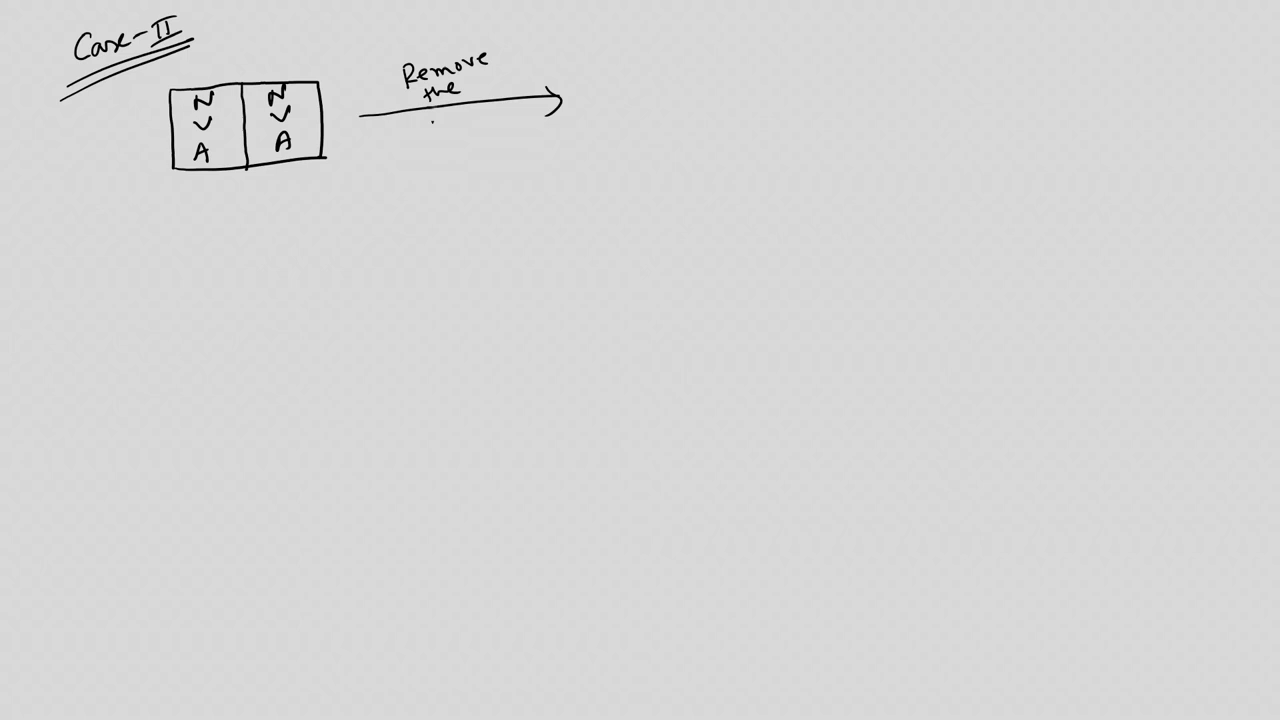 Case-II
Remove
the
N N
V V
A A